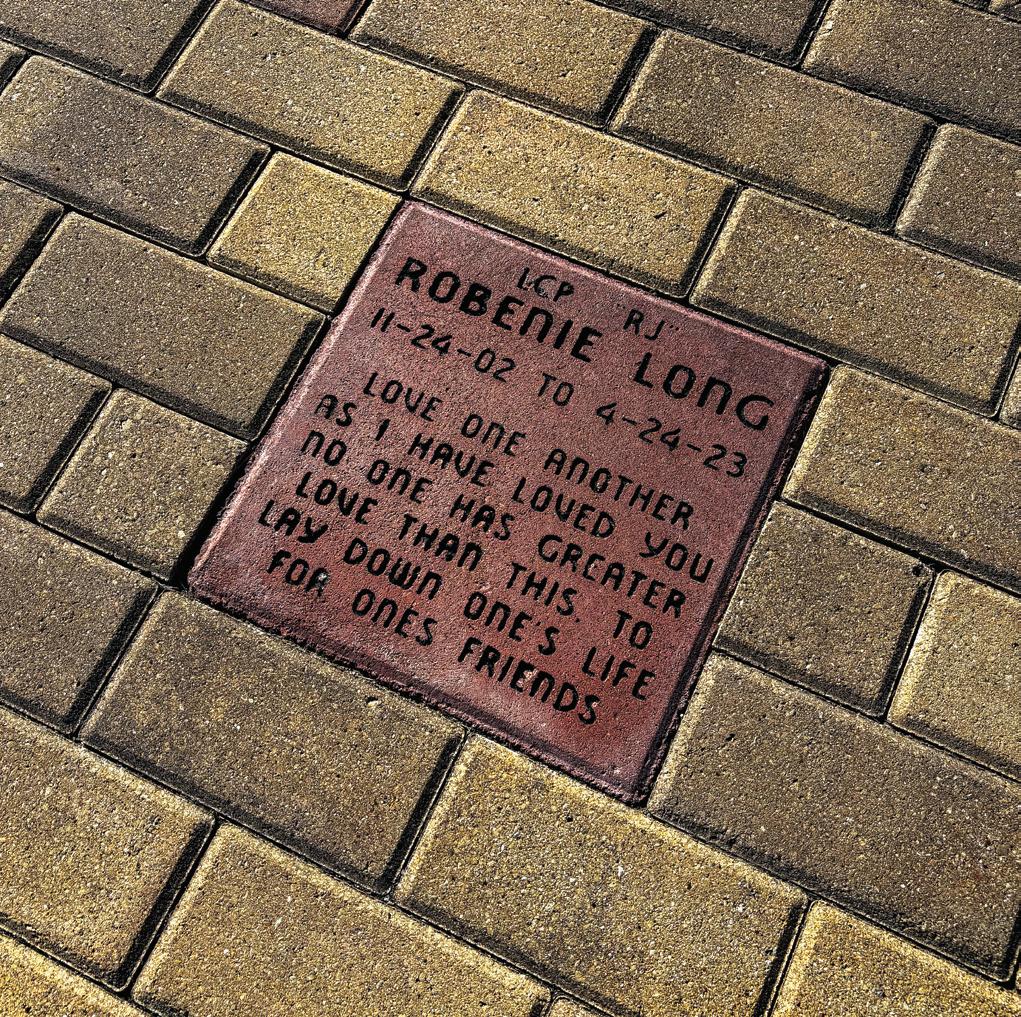 LCP "RJ"
ROBENIE LONG
11-24-02 TO 4-24-23
LOVE ONE ANOTHER
AS I HAVE LOVED YOU
NO ONE HAS GREATER
LOVE THAN THIS. TO
LAY DOWN ONE'S LIFE
FOR ONES FRIENDS